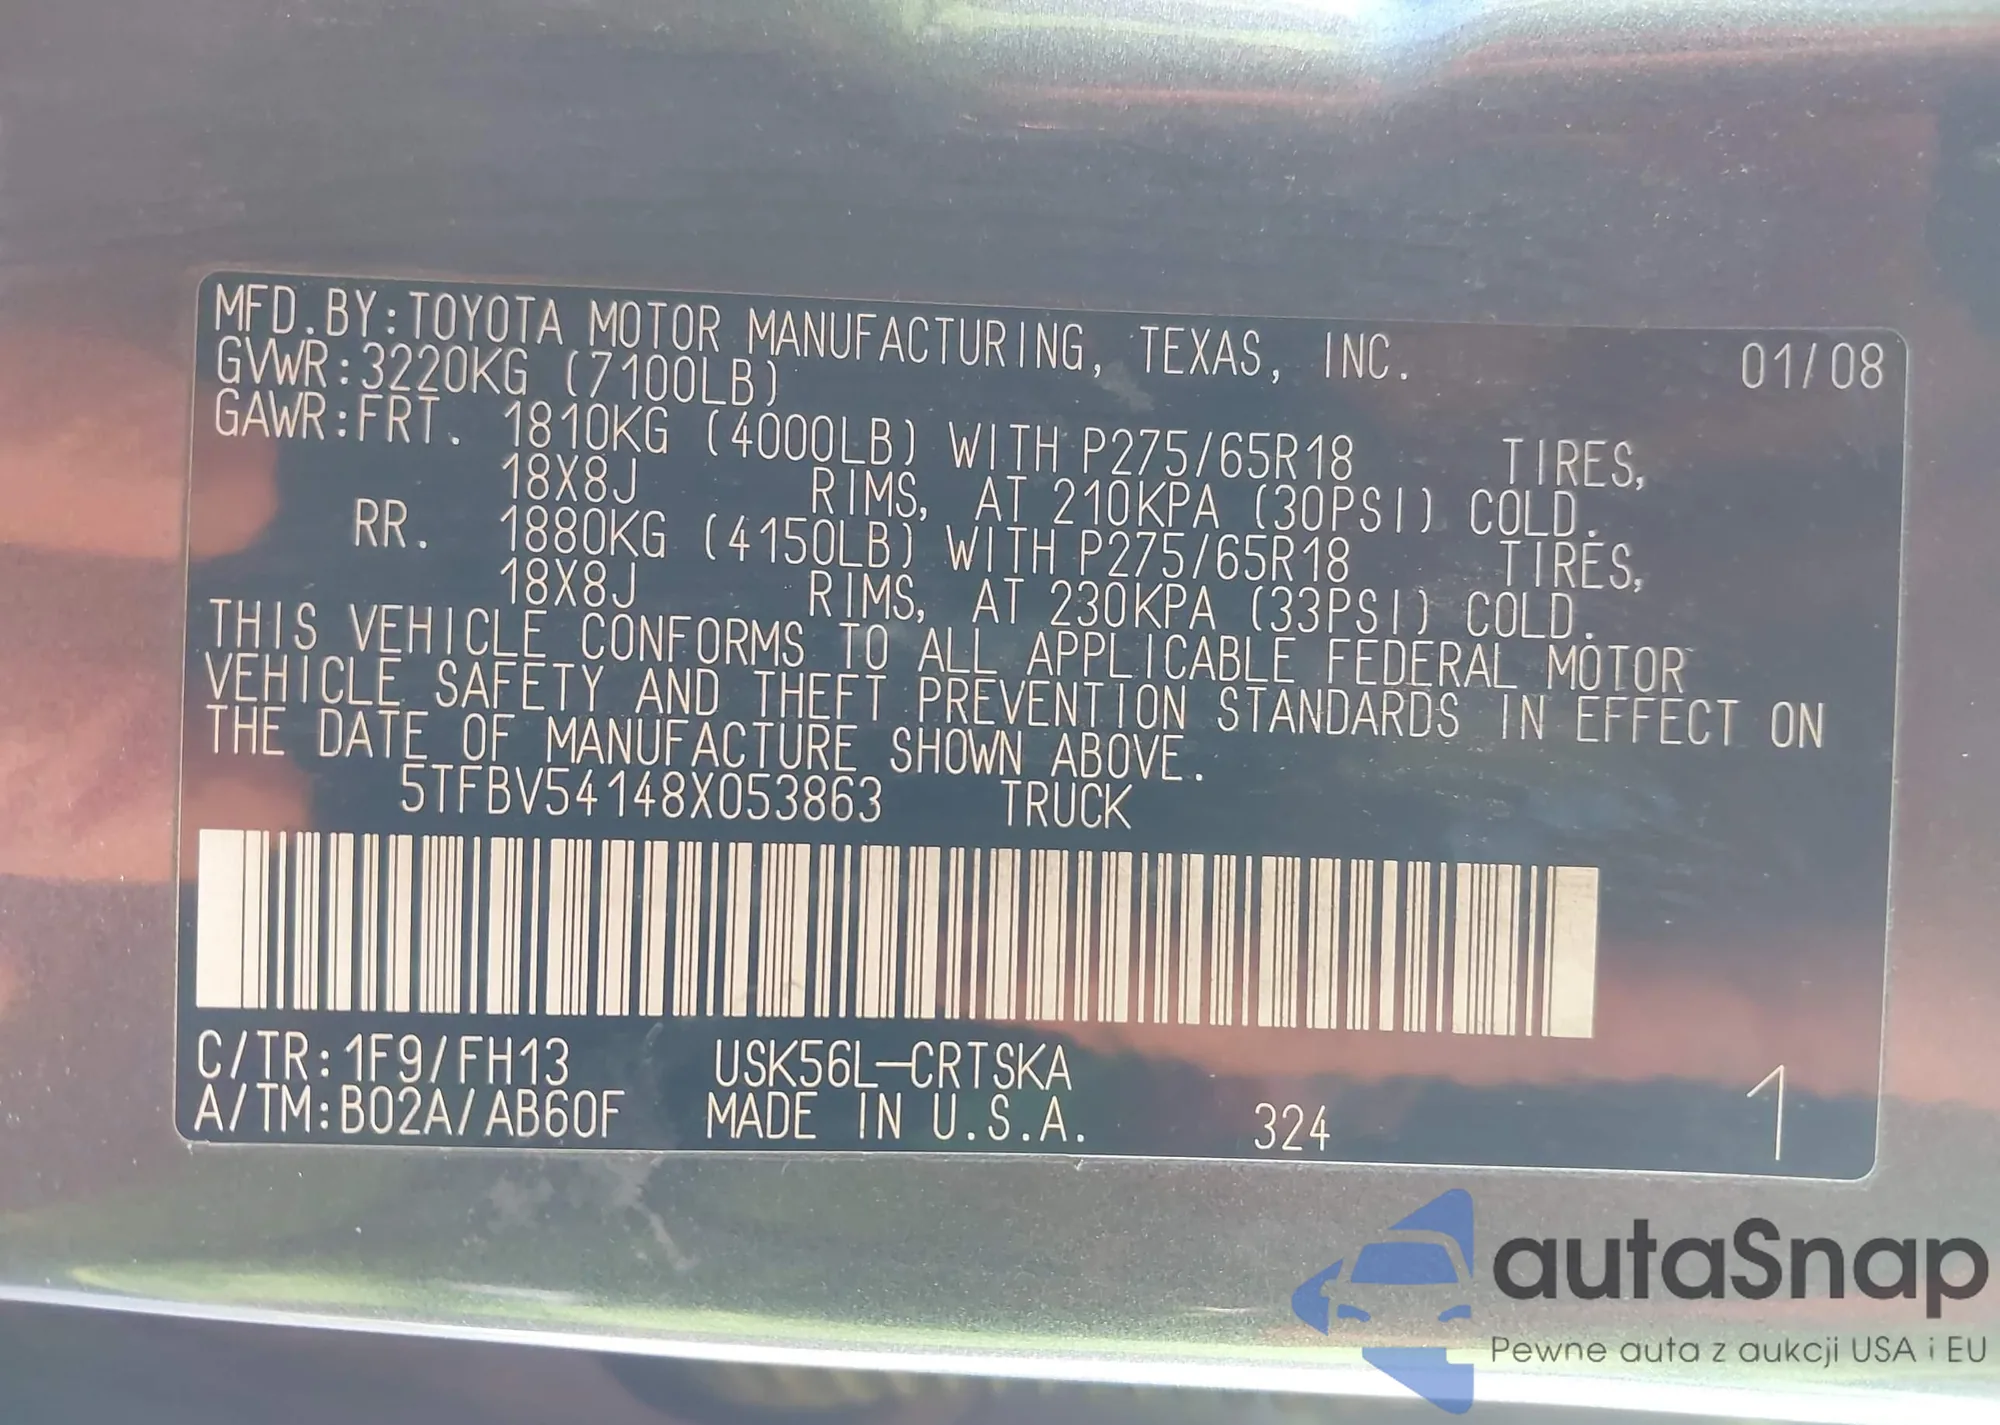 MFD.BY:TOYOTA MOTOR MANUFACTURING, TEXAS, INC. 01/08
GVWR:3220KG (7100LB)
GAWR:FRT. 1810KG (4000LB) WITH P275/65R18 TIRES,
18X8J RIMS, AT 210KPA (30PSI) COLD.
RR. 1880KG (4150LB) WITH P275/65R18 TIRES,
18X8J RIMS, AT 230KPA (33PSI) COLD.
THIS VEHICLE CONFORMS TO ALL APPLICABLE FEDERAL MOTOR
VEHICLE SAFETY AND THEFT PREVENTION STANDARDS IN EFFECT ON
THE DATE OF MANUFACTURE SHOWN ABOVE.
5TFBV54148X053863 TRUCK
C/TR:1F9/FH13 USK56L-CRTSKA
A/TM:B02A/AB60F MADE IN U.S.A. 324 1
autaSnap
Pewne auta z aukcji USA i EU